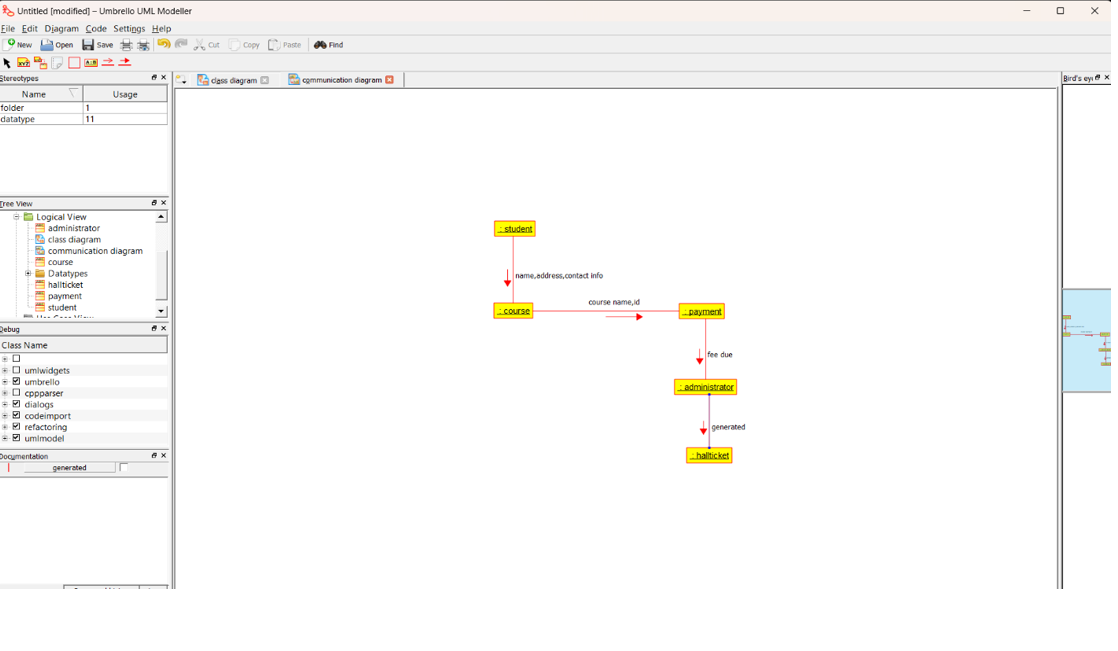 Untitled [modified] – Umbrello UML Modeller
File Edit Diagram Code Settings Help
New Open Save Cut Copy Paste Find
Stereotypes
class diagram communication diagram
Bird's ey
Name Usage
folder 1
datatype 11
Tree View
Logical View
administrator
class diagram
communication diagram
course
Datatypes
hallticket
payment
student
Debug
Class Name
umlwidgets
umbrello
cppparser
dialogs
codeimport
refactoring
umlmodel
Documentation
generated
: student
name,address,contact info
: course
course name,id
: payment
fee due
: administrator
generated
: hallticket